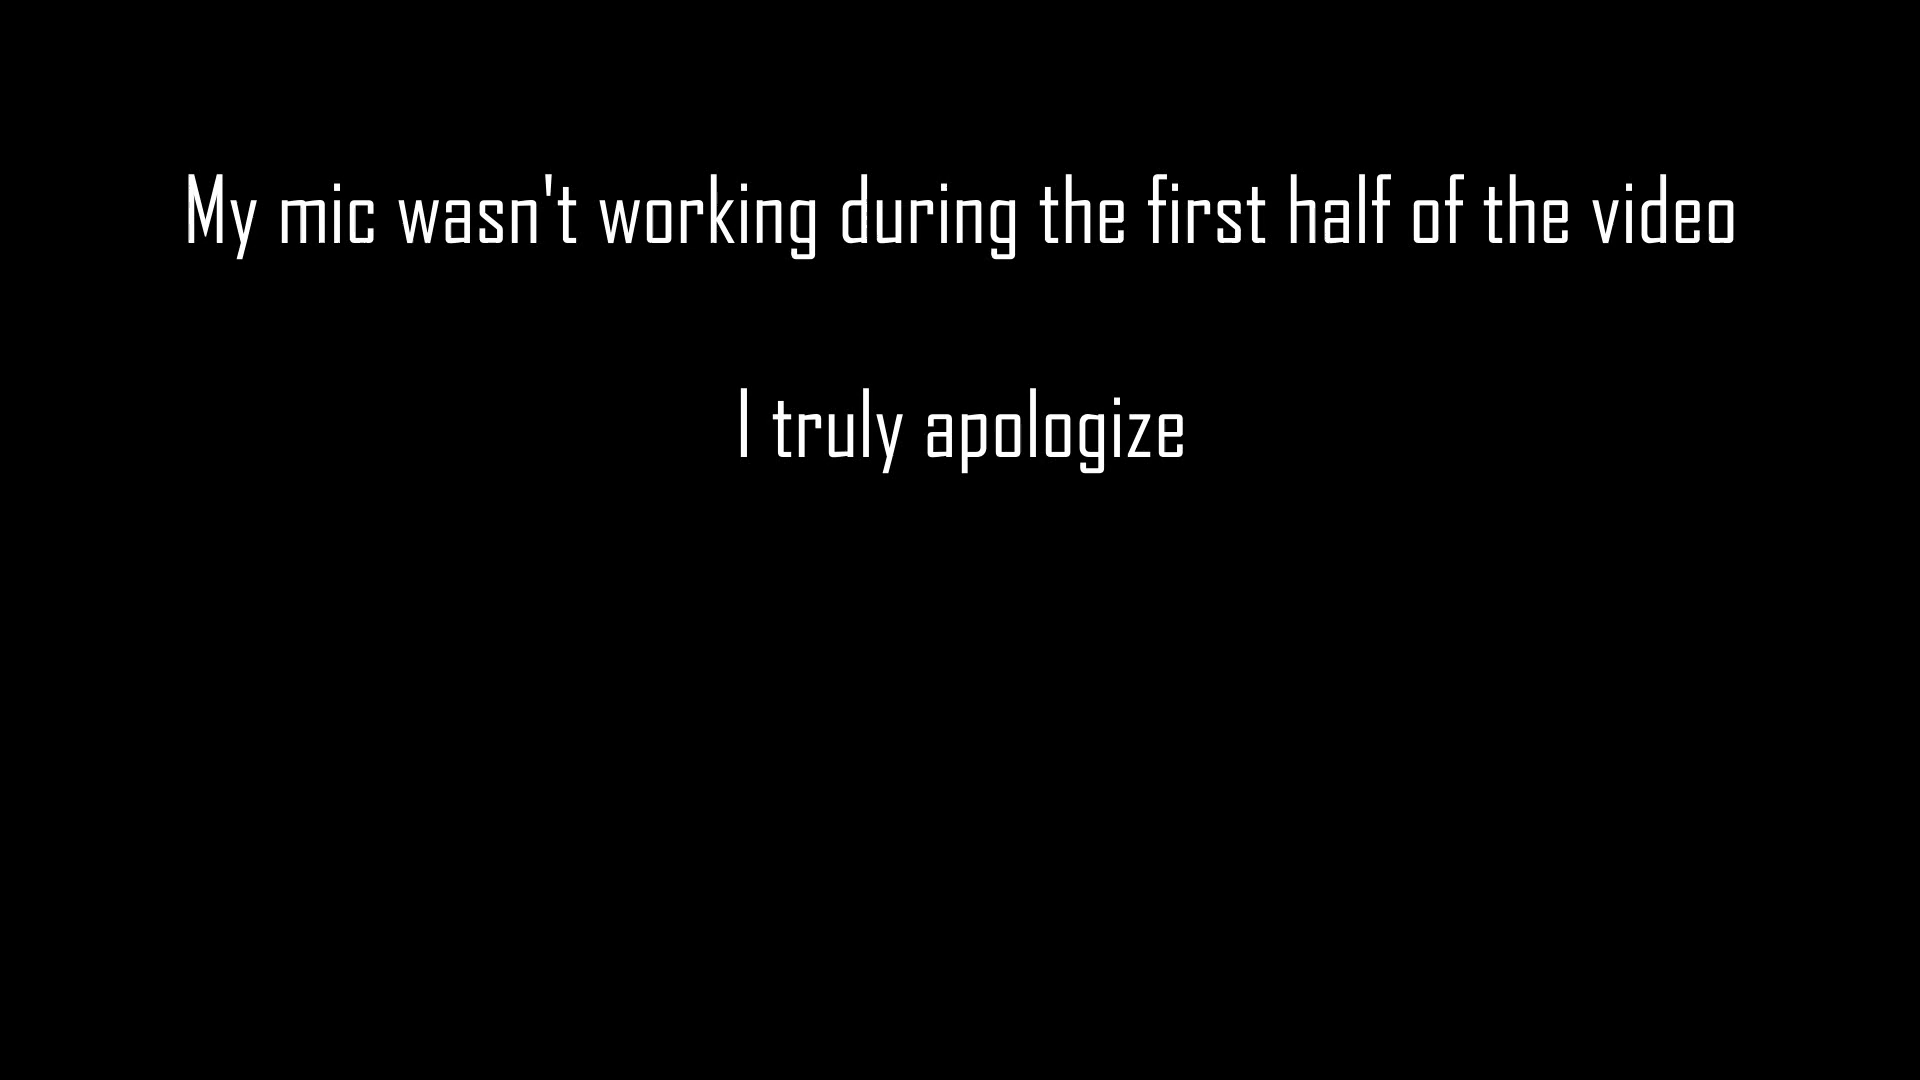 My mic wasn't working during the first half of the video
I truly apologize